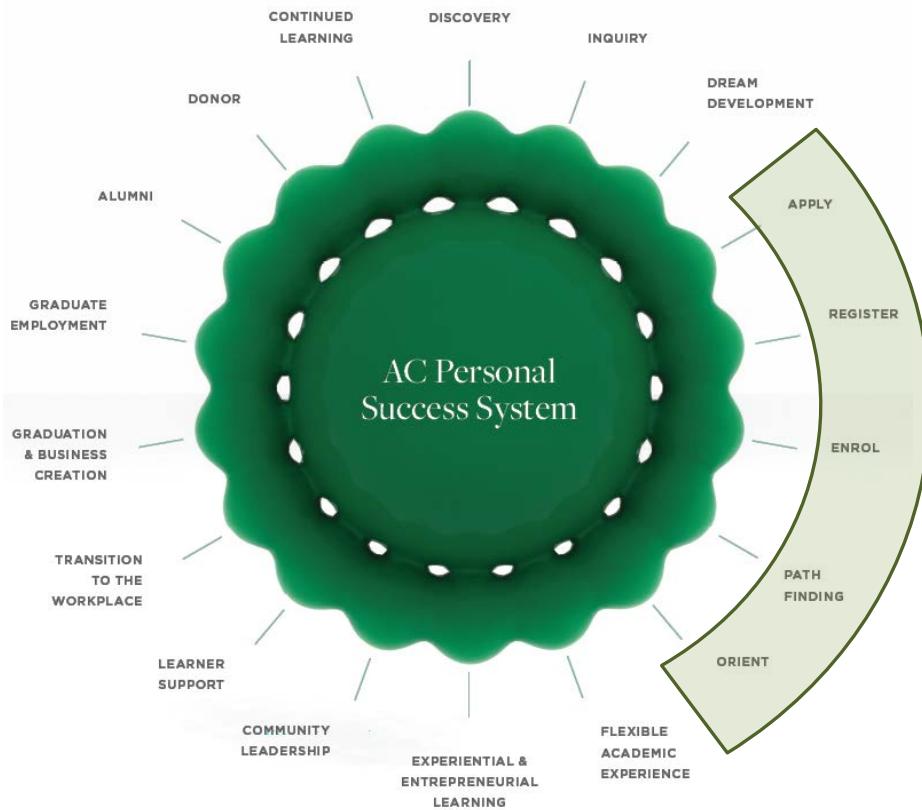 DISCOVERY
INQUIRY
DREAM
DEVELOPMENT
APPLY
REGISTER
ENROL
PATH
FINDING
ORIENT
FLEXIBLE
ACADEMIC
EXPERIENCE
EXPERIENTIAL &
ENTREPRENEURIAL
LEARNING
COMMUNITY
LEADERSHIP
LEARNER
SUPPORT
TRANSITION
TO THE
WORKPLACE
GRADUATION
& BUSINESS
CREATION
GRADUATE
EMPLOYMENT
ALUMNI
DONOR
CONTINUED
LEARNING
AC Personal
Success System